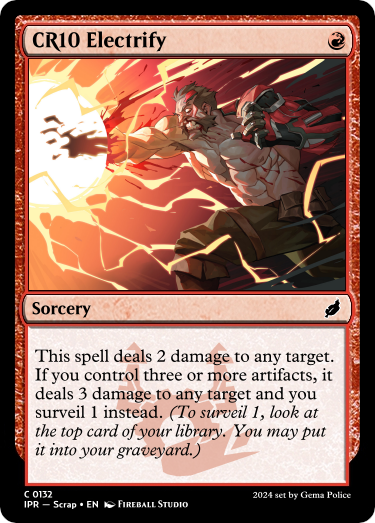 CR10 Electrify
Sorcery
This spell deals 2 damage to any target.
If you control three or more artifacts, it
deals 3 damage to any target and you
surveil 1 instead. (To surveil 1, look at
the top card of your library. You may put
it into your graveyard.)
C 0132
IPR — Scrap • EN FIREBALL STUDIO
2024 set by Gema Police